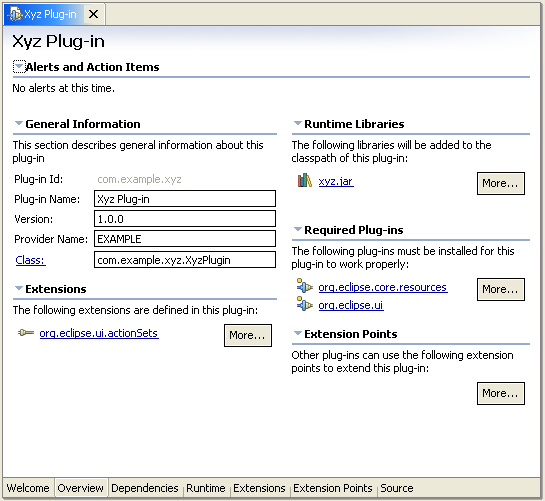 Xyz Plug-in
Xyz Plug-in
Alerts and Action Items
No alerts at this time.
General Information
This section describes general information about this
plug-in
Plug-in Id: com.example.xyz
Plug-in Name: Xyz Plug-in
Version: 1.0.0
Provider Name: EXAMPLE
Class: com.example.xyz.XyzPlugin
Extensions
The following extensions are defined in this plug-in:
org.eclipse.ui.actionSets More...
Runtime Libraries
The following libraries will be added to the
classpath of this plug-in:
xyz.jar More...
Required Plug-ins
The following plug-ins must be installed for this
plug-in to work properly:
org.eclipse.core.resources More...
org.eclipse.ui
Extension Points
Other plug-ins can use the following extension
points to extend this plug-in:
More...
Welcome Overview Dependencies Runtime Extensions Extension Points Source